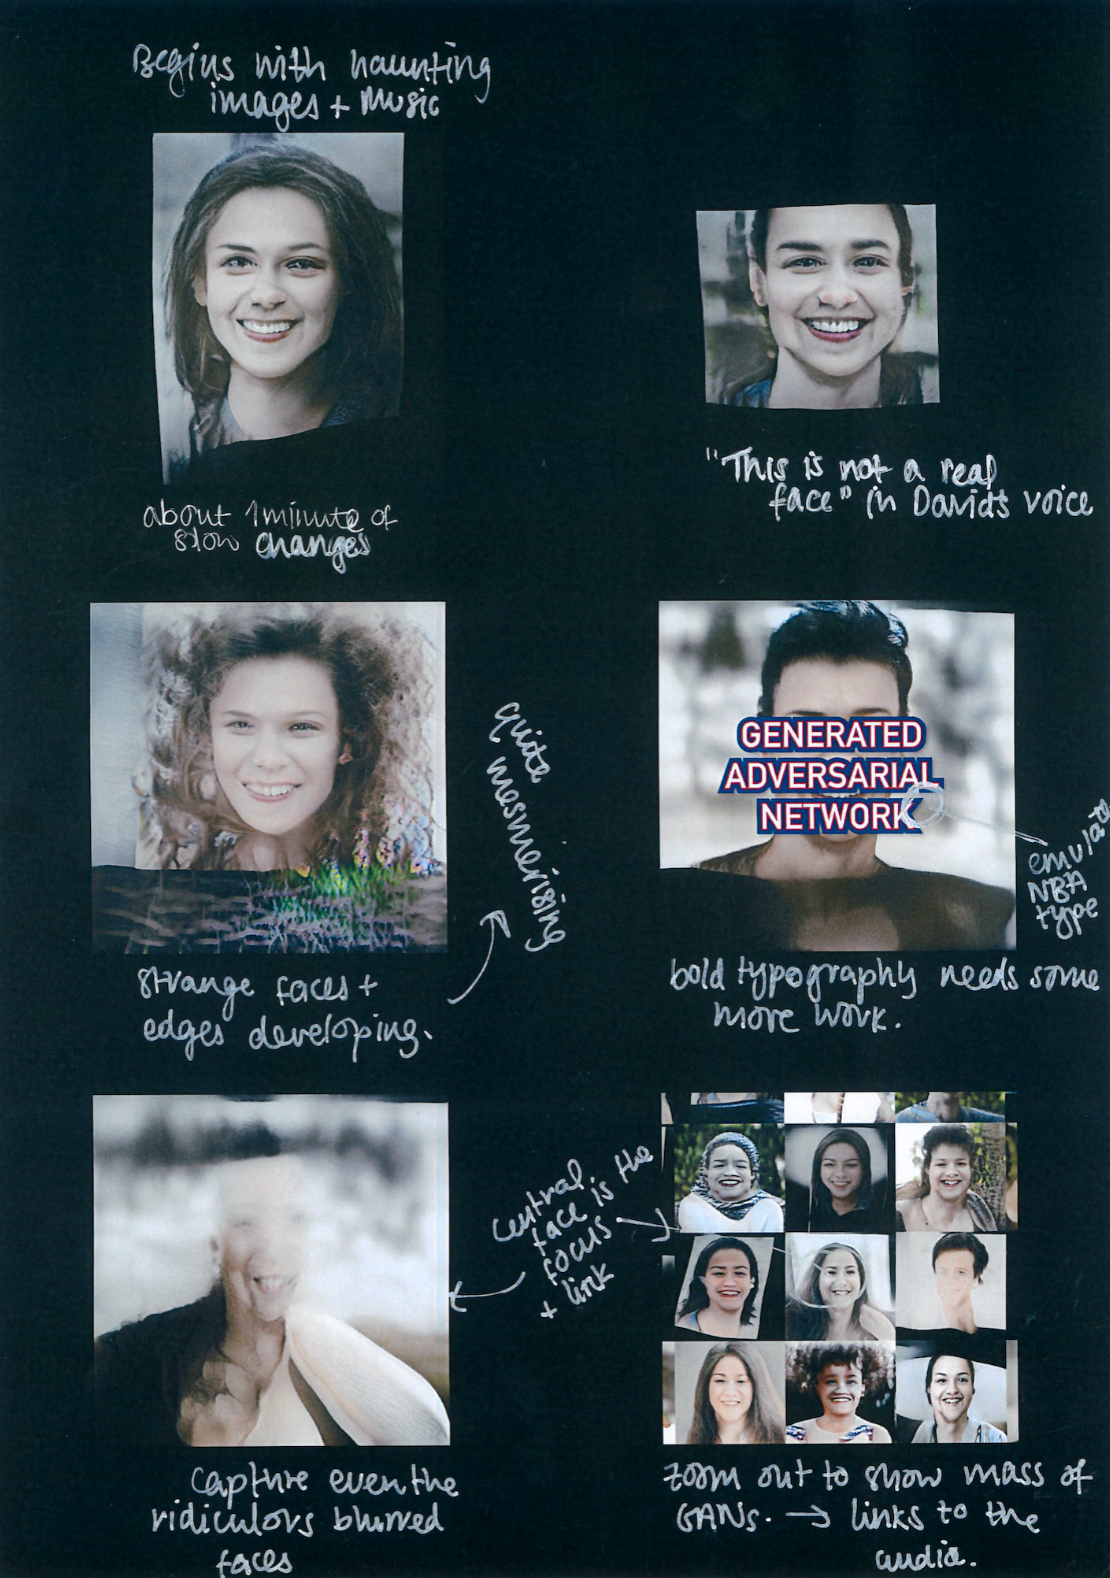 Begins with haunting
images + music
about 1 minute of
slow changes
"This is not a real
face" in Davids voice
strange faces +
edges developing.
quite
mesmerising
GENERATED
ADVERSARIAL
NETWORK
emulate
NBA
type
bold typography needs some
more work.
capture even the
ridiculous blurred
faces
central
face is the
focus
+ link
zoom out to show mass of
GANs. → links to the
audio.